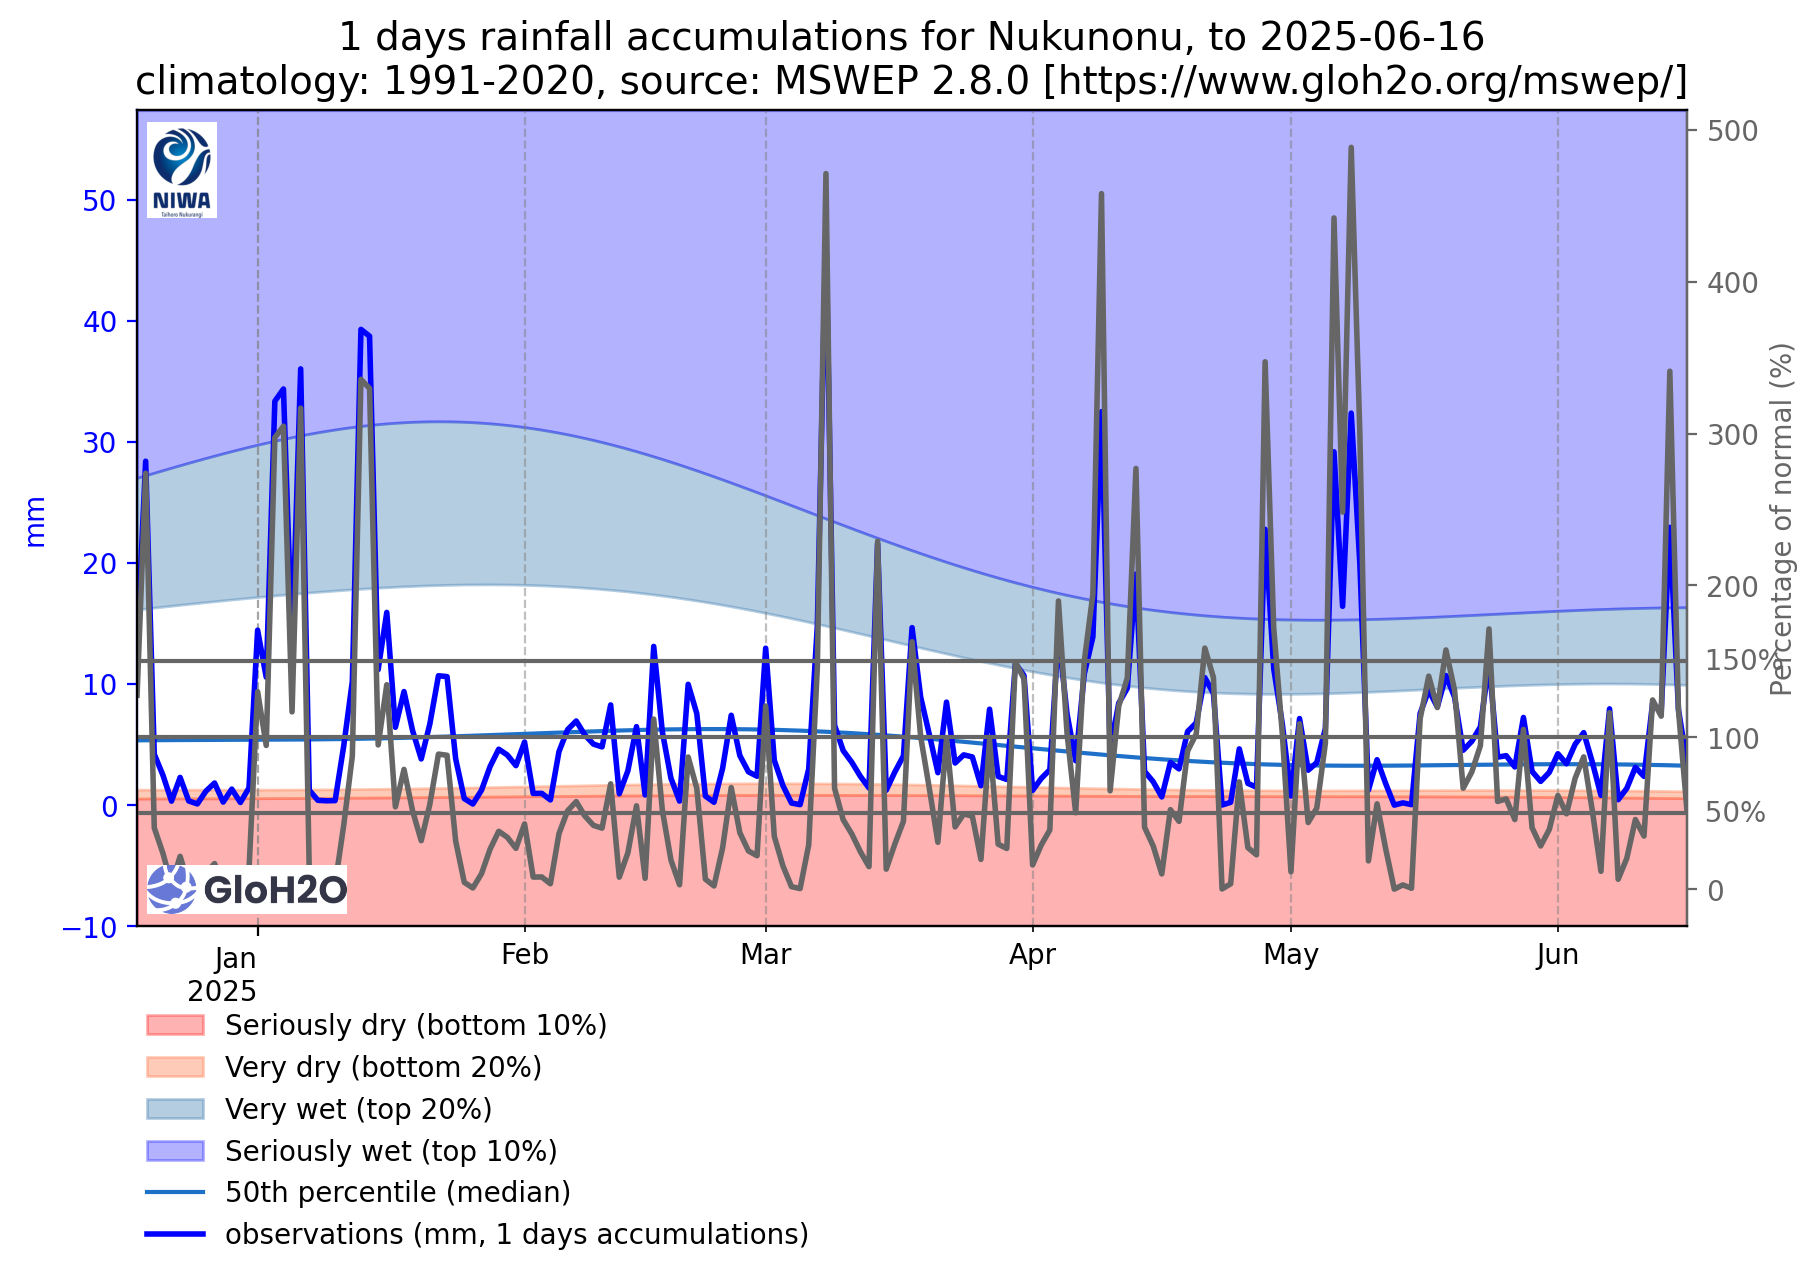 1 days rainfall accumulations for Nukunonu, to 2025-06-16
climatology: 1991-2020, source: MSWEP 2.8.0 [https://www.gloh2o.org/mswep/]
NIWA
Taihoro Nukurangi
50
40
30
20
10
0
−10
mm
500
400
300
200
150%
100
50%
0
Percentage of normal (%)
GloH2O
Jan
2025
Feb
Mar
Apr
May
Jun
Seriously dry (bottom 10%)
Very dry (bottom 20%)
Very wet (top 20%)
Seriously wet (top 10%)
50th percentile (median)
observations (mm, 1 days accumulations)